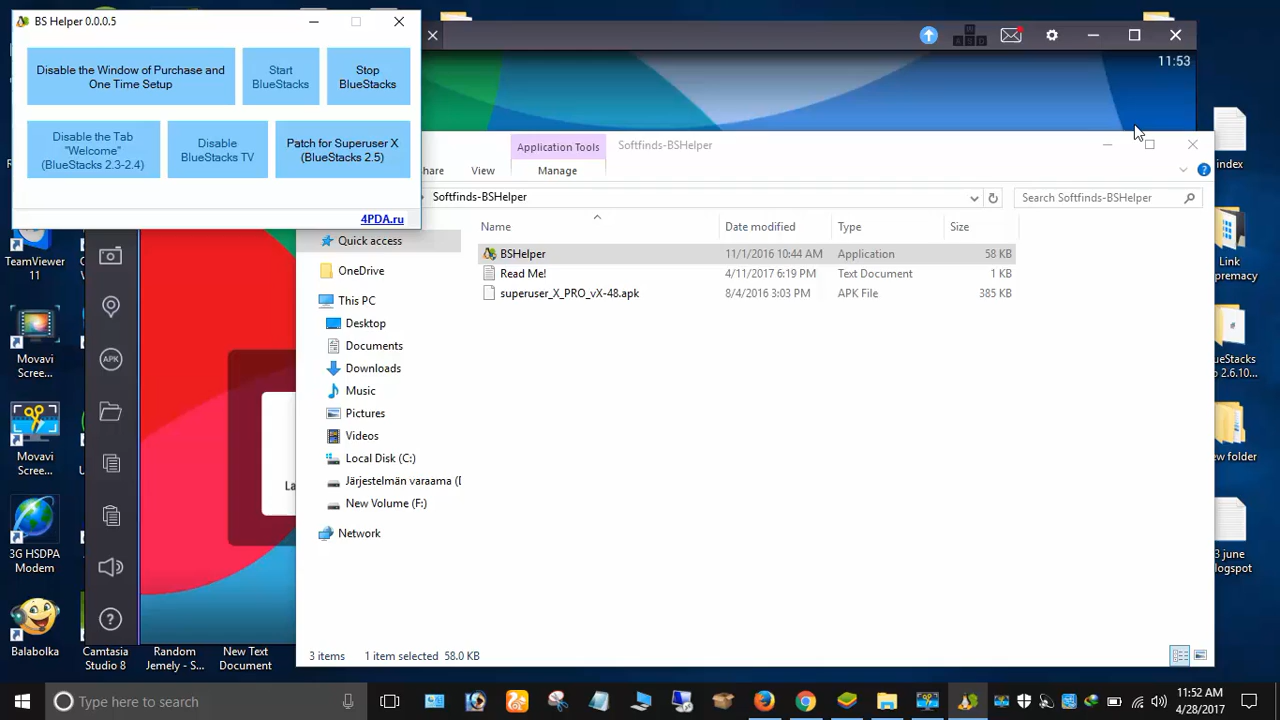 BS Helper 0.0.0.5
Disable the Window of Purchase and
One Time Setup
Start
BlueStacks
Stop
BlueStacks
Disable the Tab
"Welcome"
(BlueStacks 2.3-2.4)
Disable
BlueStacks TV
Patch for Superuser X
(BlueStacks 2.5)
4PDA.ru
11:53
Application Tools
Softfinds-BSHelper
View
Manage
Softfinds-BSHelper
Search Softfinds-BSHelper
Name
Date modified
Type
Size
Quick access
OneDrive
This PC
Desktop
Documents
Downloads
Music
Pictures
Videos
Local Disk (C:)
Järjestelmän varaama (
New Volume (F:)
Network
BSHelper
11/1/2016 10:44 AM
Application
58 KB
Read Me!
4/11/2017 6:19 PM
Text Document
1 KB
superuser_X_PRO_vX-48.apk
8/4/2016 3:03 PM
APK File
385 KB
3 items
1 item selected 58.0 KB
TeamViewer
11
Movavi
Scree...
Movavi
Scree...
3G HSDPA
Modem
Balabolka
Camtasia
Studio 8
Random
Jemely - S...
New Text
Document
APK
index
Link
2.6.10...
ew folder
3 june
Type here to search
11:52 AM
4/28/2017